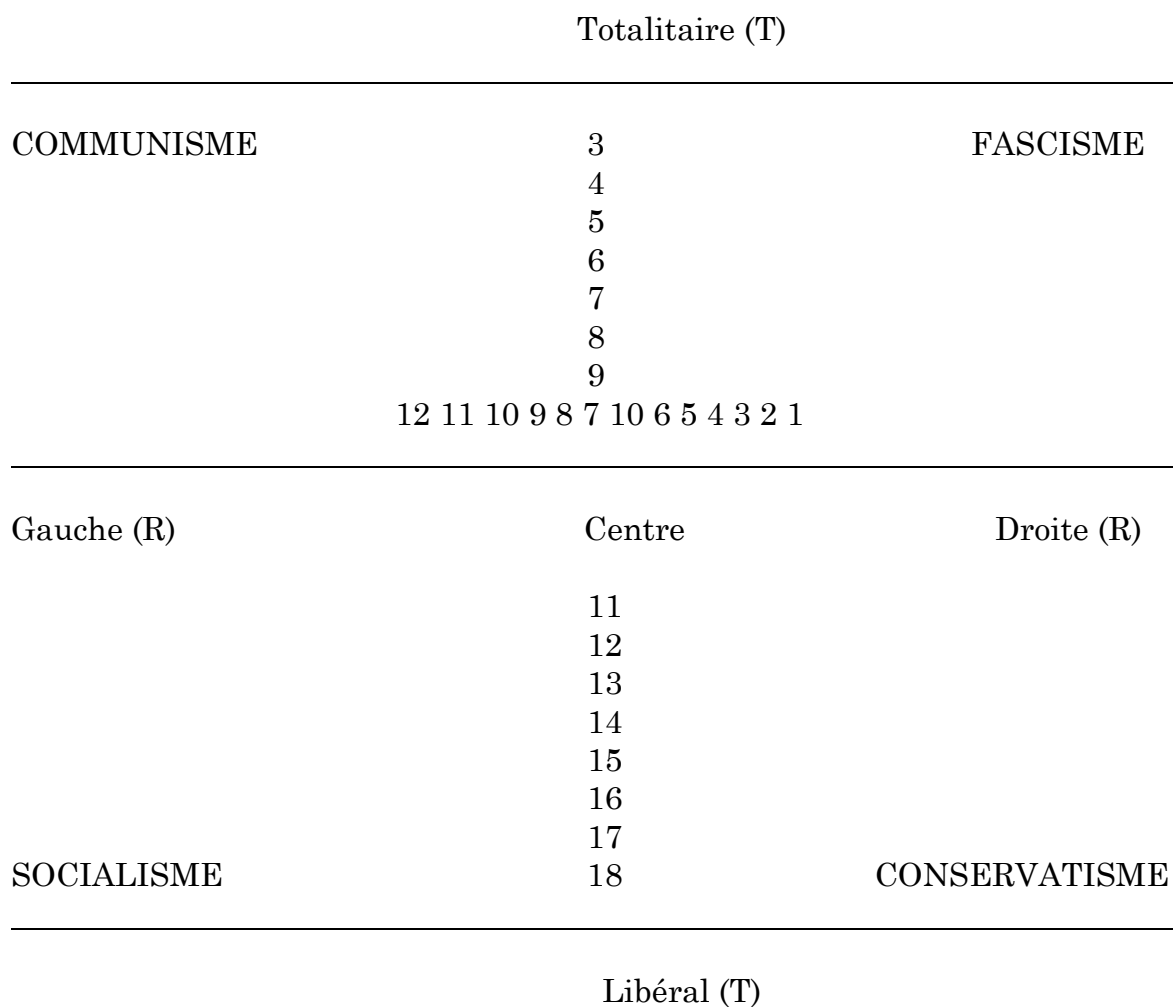 Totalitaire (T)
COMMUNISME 3 FASCISME
4
5
6
7
8
9
12 11 10 9 8 7 10 6 5 4 3 2 1
Gauche (R) Centre Droite (R)
11
12
13
14
15
16
17
SOCIALISME 18 CONSERVATISME
Libéral (T)